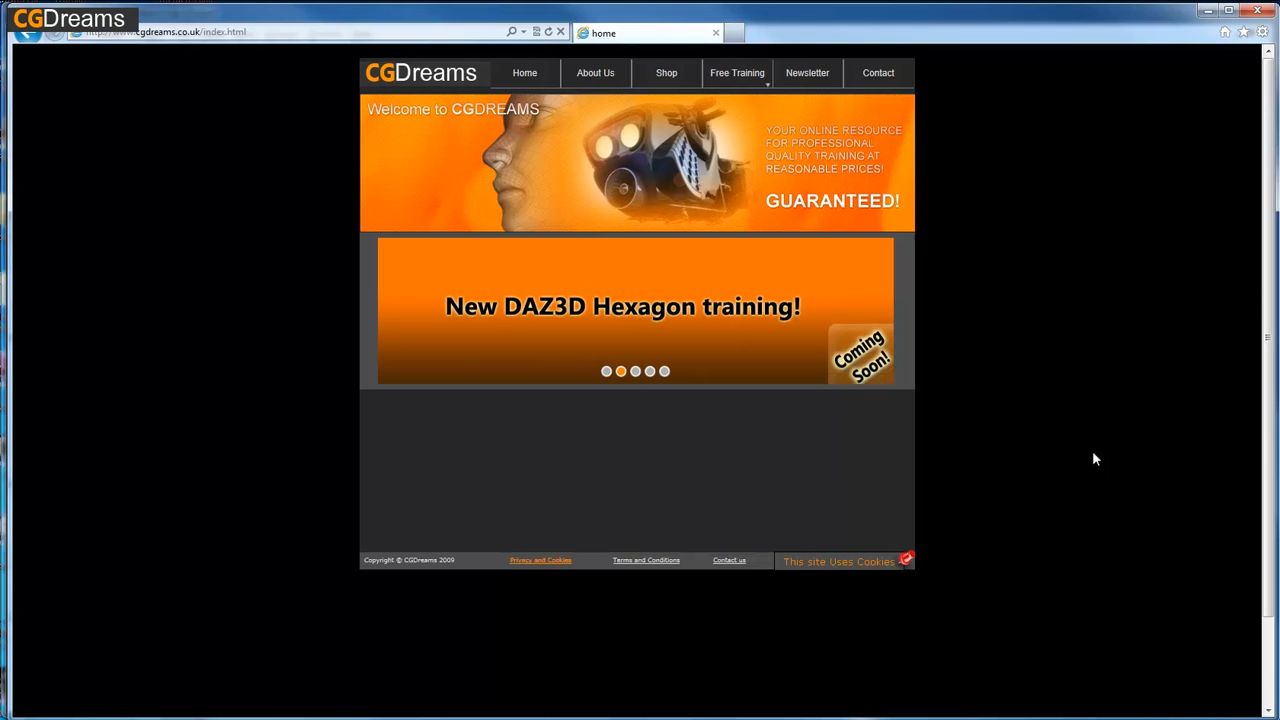 CGDreams
http://www.cgdreams.co.uk/index.html
home
CGDreams
Home
About Us
Shop
Free Training
Newsletter
Contact
Welcome to CGDREAMS
YOUR ONLINE RESOURCE
FOR PROFESSIONAL
QUALITY TRAINING AT
REASONABLE PRICES!
GUARANTEED!
New DAZ3D Hexagon training!
Coming
Soon!
Copyright © CGDreams 2009
Privacy and Cookies
Terms and Conditions
Contact us
This site Uses Cookies